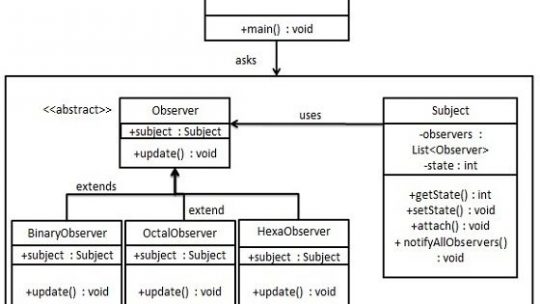 +main() : void
asks
<<abstract>>
Observer
+subject : Subject
+update() : void
uses
Subject
-observers :
List<Observer>
-state : int
+getState() : int
+setState() : void
+attach() : void
+ notifyAllObservers()
: void
extends
extend
BinaryObserver
+subject : Subject
+update() : void
OctalObserver
+subject : Subject
+update() : void
HexaObserver
+subject : Subject
+update() : void